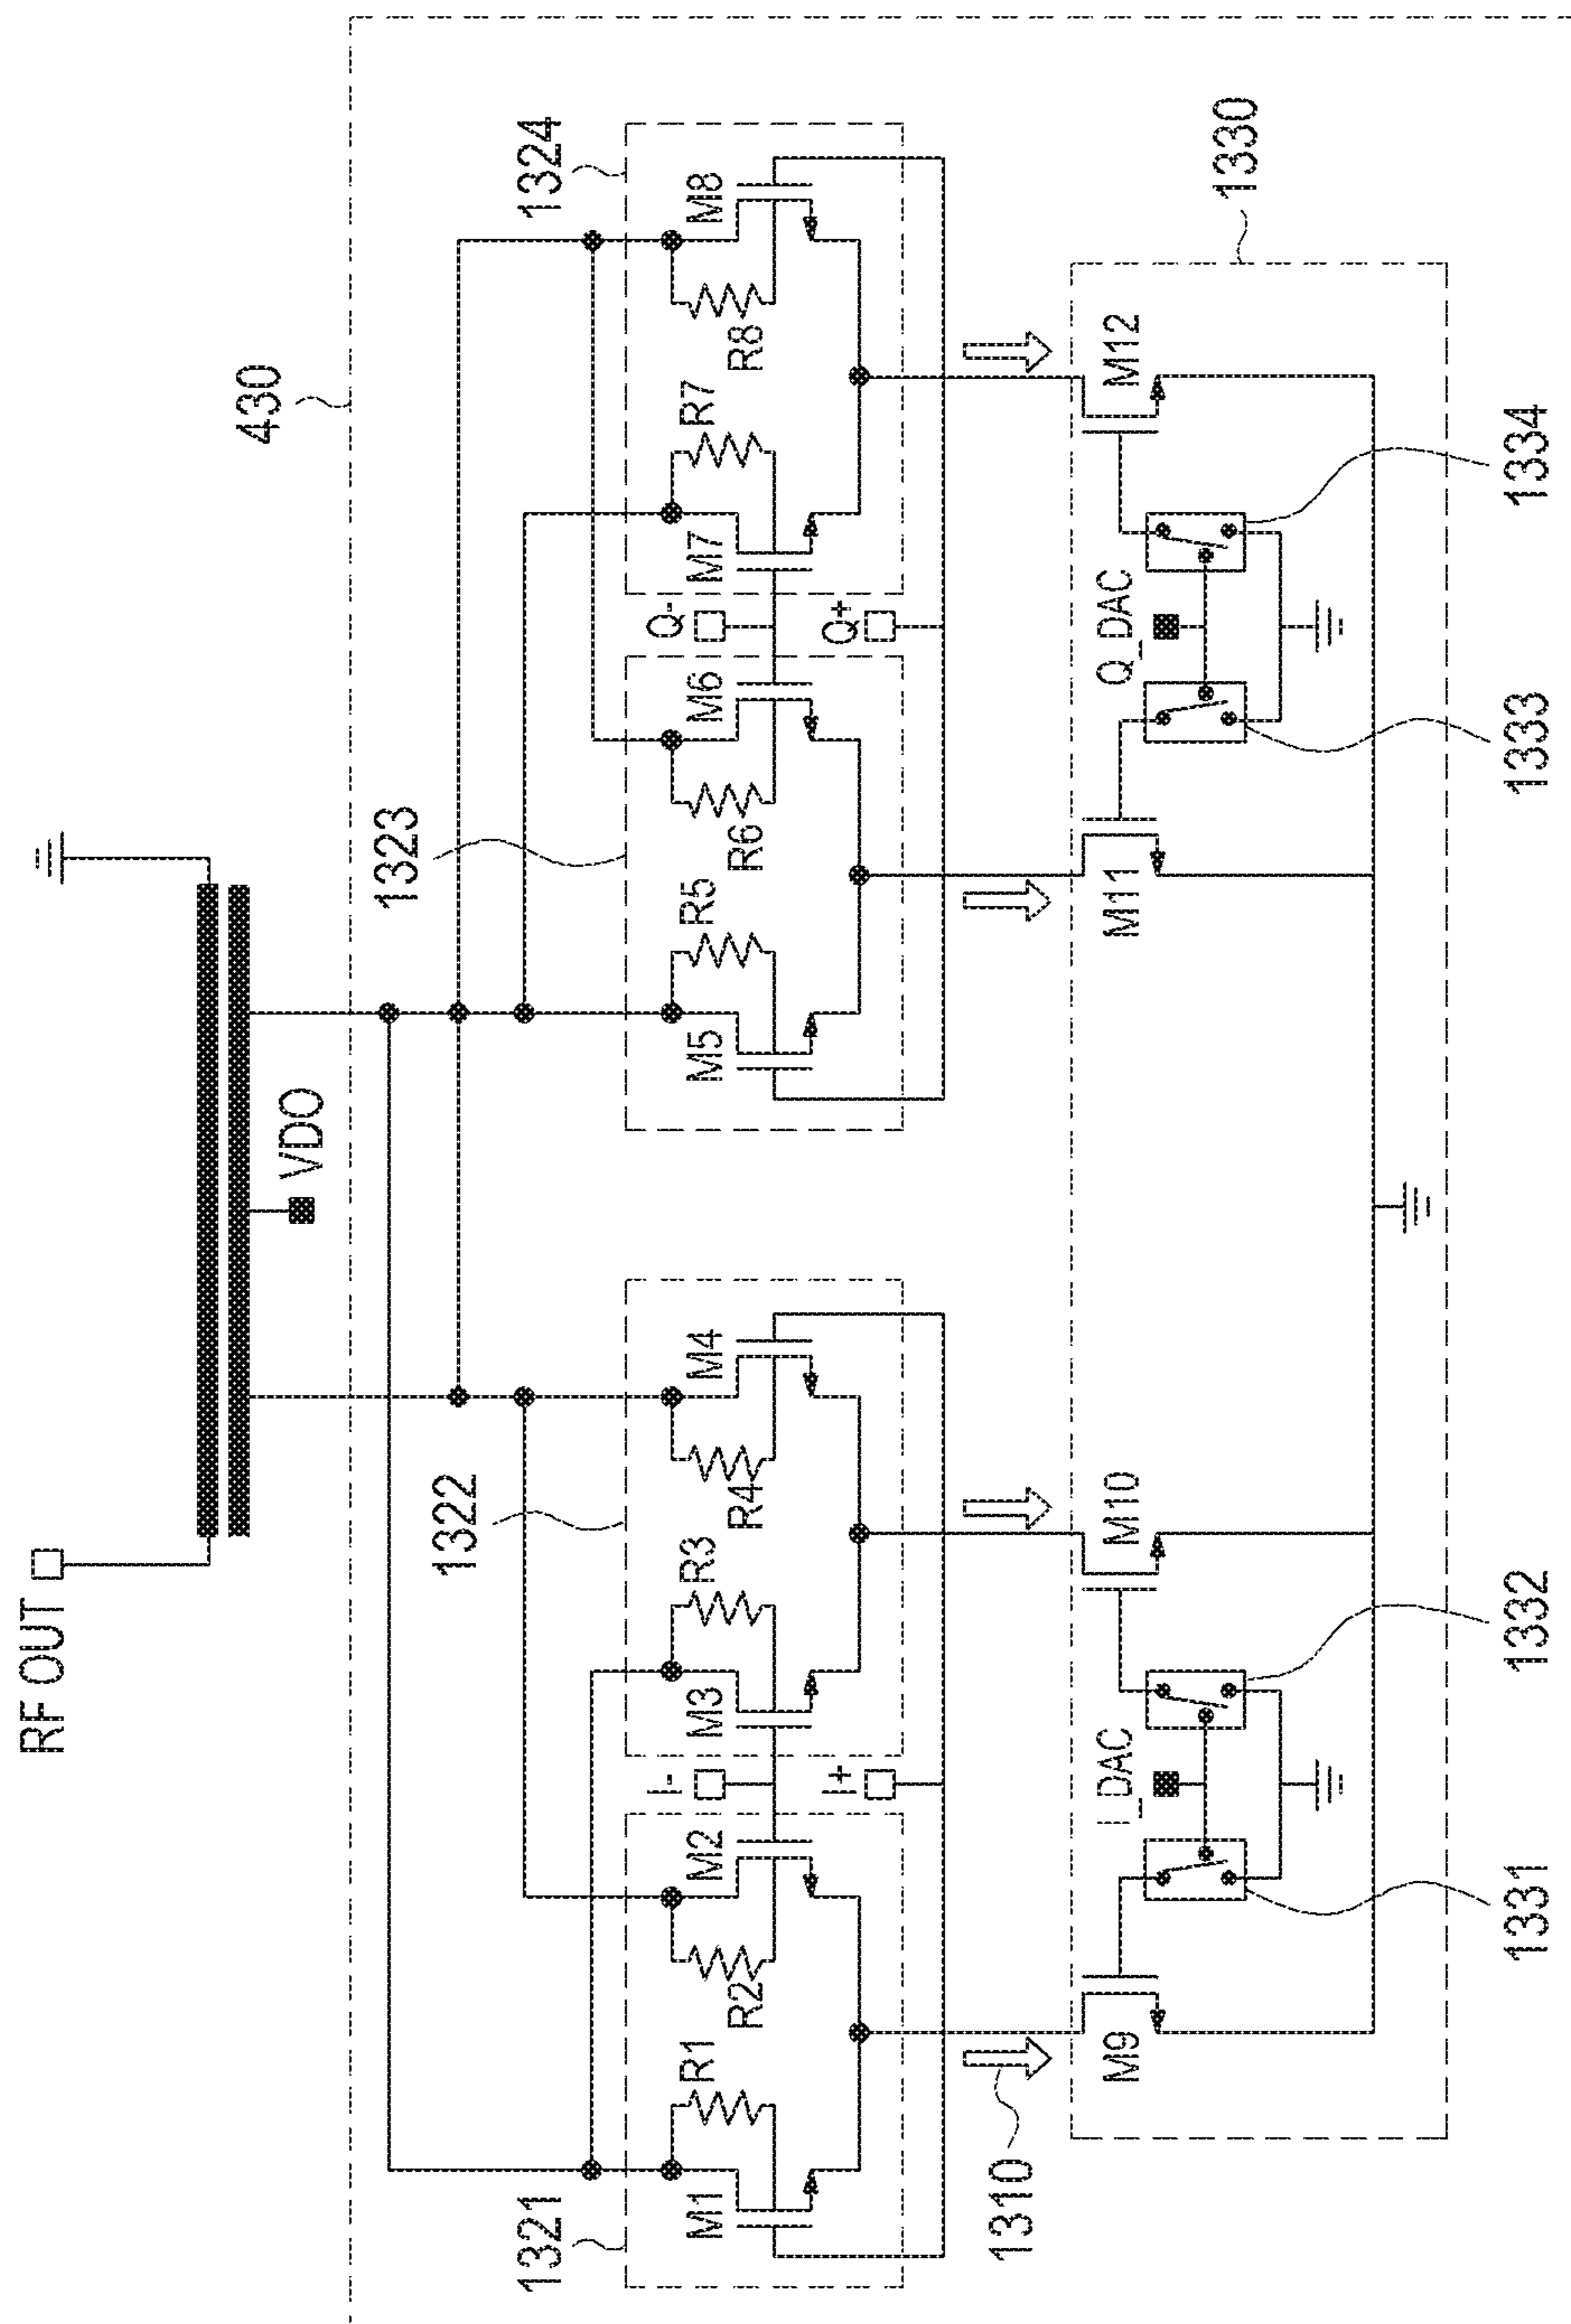 RF OUT
VDO
430
1321
1322
1323
1324
M1
R1
R2
M2
I-
I+
M3
R3
R4
M4
M5
R5
R6
M6
Q-
Q+
M7
R7
R8
M8
1310
M9
I_DAC
M10
M11
Q_DAC
M12
1330
1331
1332
1333
1334